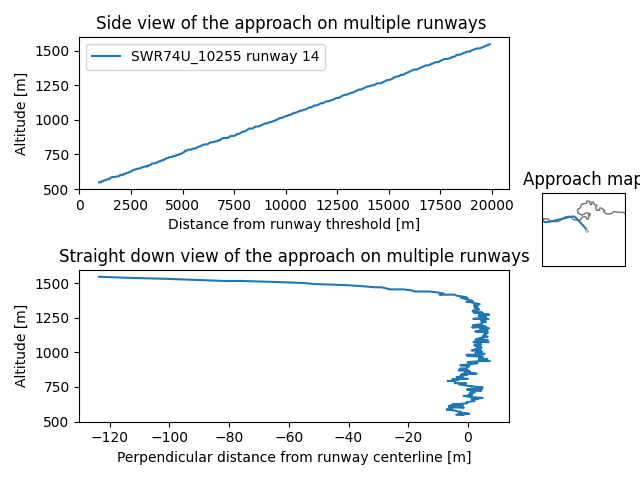 Side view of the approach on multiple runways
SWR74U_10255 runway 14
Altitude [m]
1500
1250
1000
750
500
0 2500 5000 7500 10000 12500 15000 17500 20000
Distance from runway threshold [m]
Approach map
Straight down view of the approach on multiple runways
Altitude [m]
1500
1250
1000
750
500
−120 −100 −80 −60 −40 −20 0
Perpendicular distance from runway centerline [m]